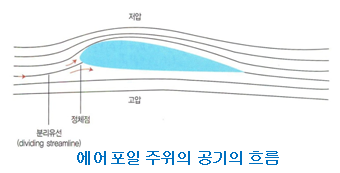 저압
정체점
고압
분리유선
(dividing streamline)
에어포일 주위의 공기의 흐름